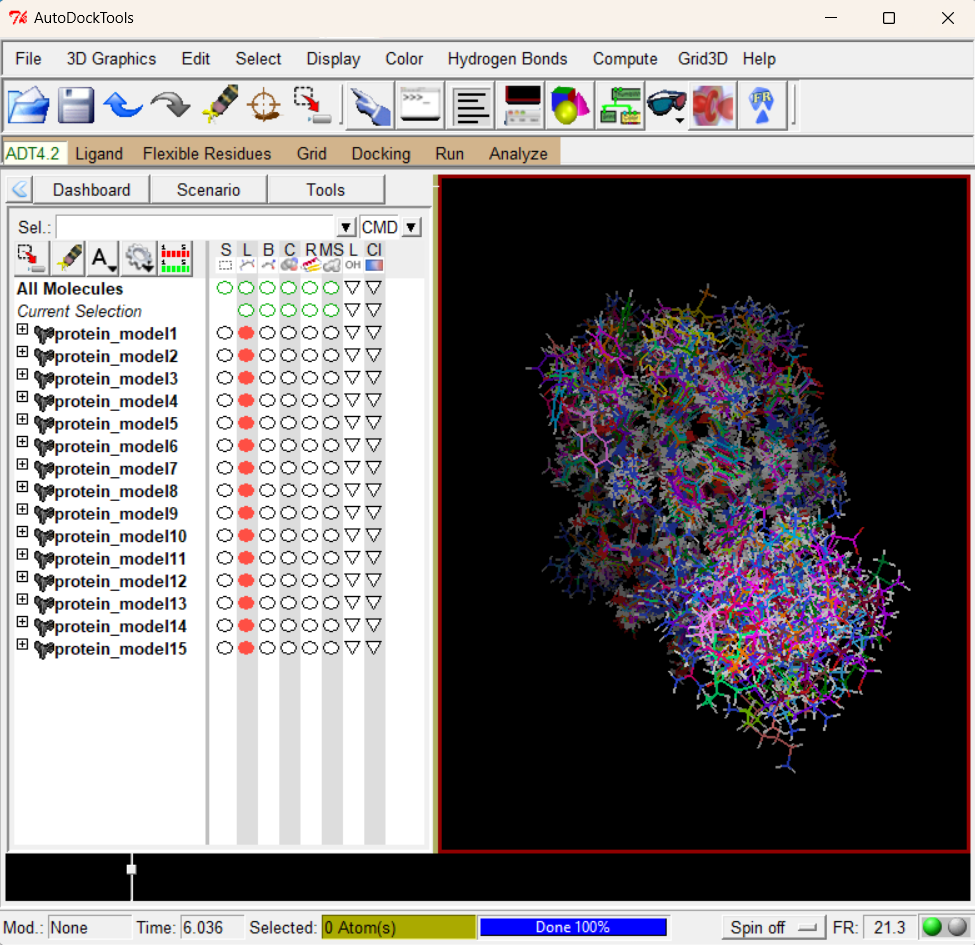 AutoDockTools
File 3D Graphics Edit Select Display Color Hydrogen Bonds Compute Grid3D Help
ADT4.2 Ligand Flexible Residues Grid Docking Run Analyze
Dashboard Scenario Tools
Sel.: CMD
S L B C R MS L Cl
All Molecules
Current Selection
protein_model1
protein_model2
protein_model3
protein_model4
protein_model5
protein_model6
protein_model7
protein_model8
protein_model9
protein_model10
protein_model11
protein_model12
protein_model13
protein_model14
protein_model15
Mod.: None Time: 6.036 Selected: 0 Atom(s) Done 100% Spin off FR: 21.3